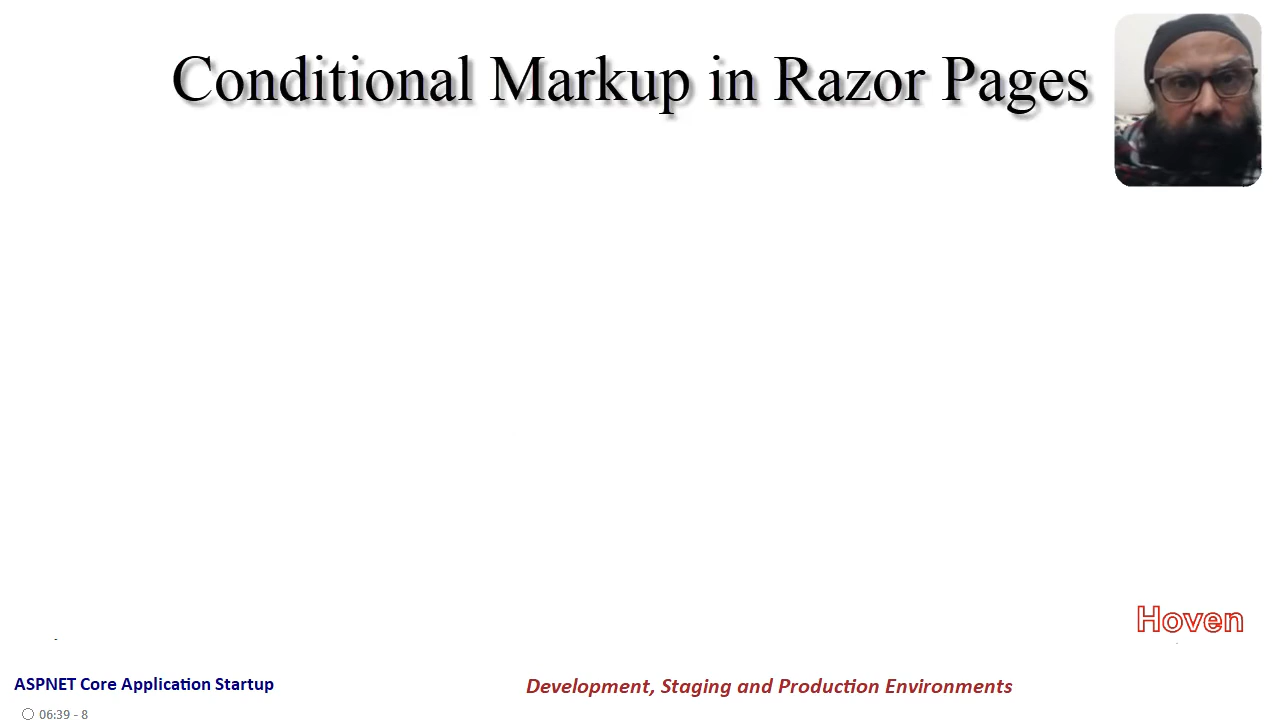 Conditional Markup in Razor Pages
Hoven
ASPNET Core Application Startup
Development, Staging and Production Environments
06:39 - 8